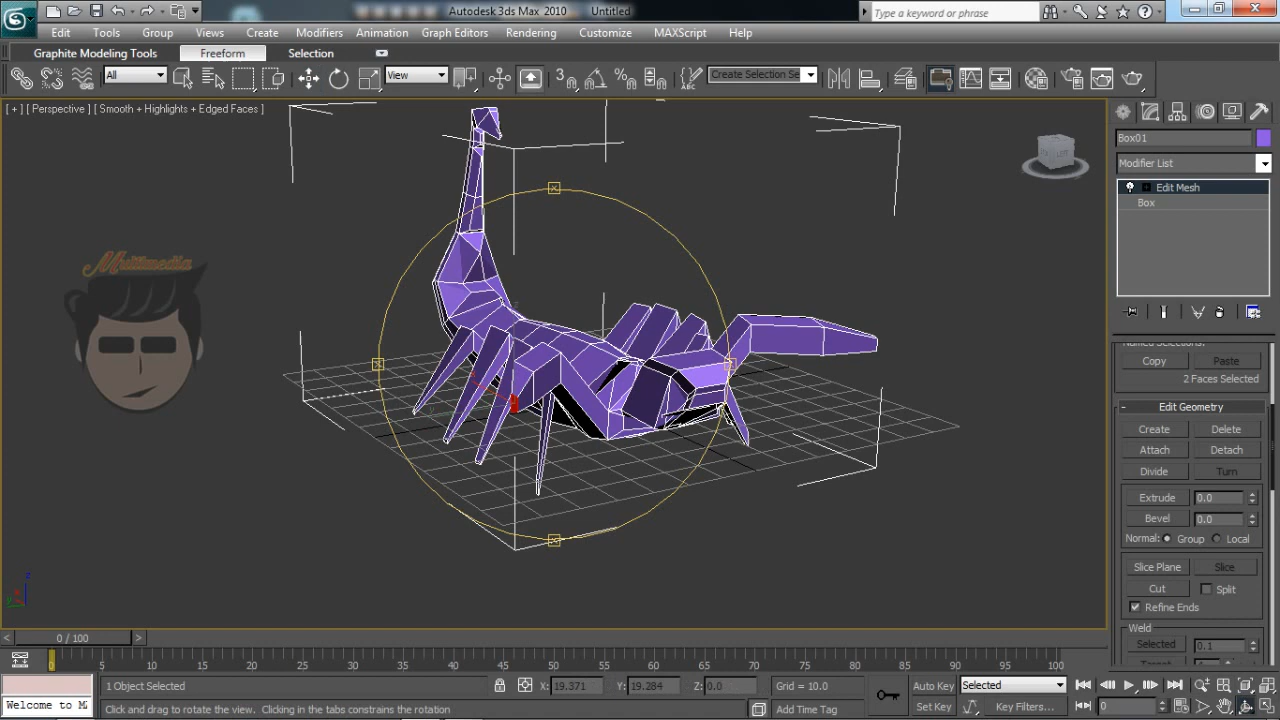 Autodesk 3ds Max 2010 Untitled
Type a keyword or phrase
Edit Tools Group Views Create Modifiers Animation Graph Editors Rendering Customize MAXScript Help
Graphite Modeling Tools Freeform Selection
All View Create Selection Se
[ + ] [ Perspective ] [ Smooth + Highlights + Edged Faces ]
Box01
Modifier List
Edit Mesh
Box
Multimedia
Copy Paste
2 Faces Selected
- Edit Geometry
Create Delete
Attach Detach
Divide Turn
Extrude 0.0
Bevel 0.0
Normal: Group Local
Slice Plane Slice
Cut Split
Refine Ends
Weld
Selected 0.1
z
y
< 0 / 100 >
0 5 10 15 20 25 30 35 40 45 50 55 60 65 70 75 80 85 90 95 100
1 Object Selected X: 19.371 Y: 19.284 Z: 0.0 Grid = 10.0 Auto Key Selected
Welcome to M Click and drag to rotate the view. Clicking in the tabs constrains the rotation Add Time Tag Set Key Key Filters... 0